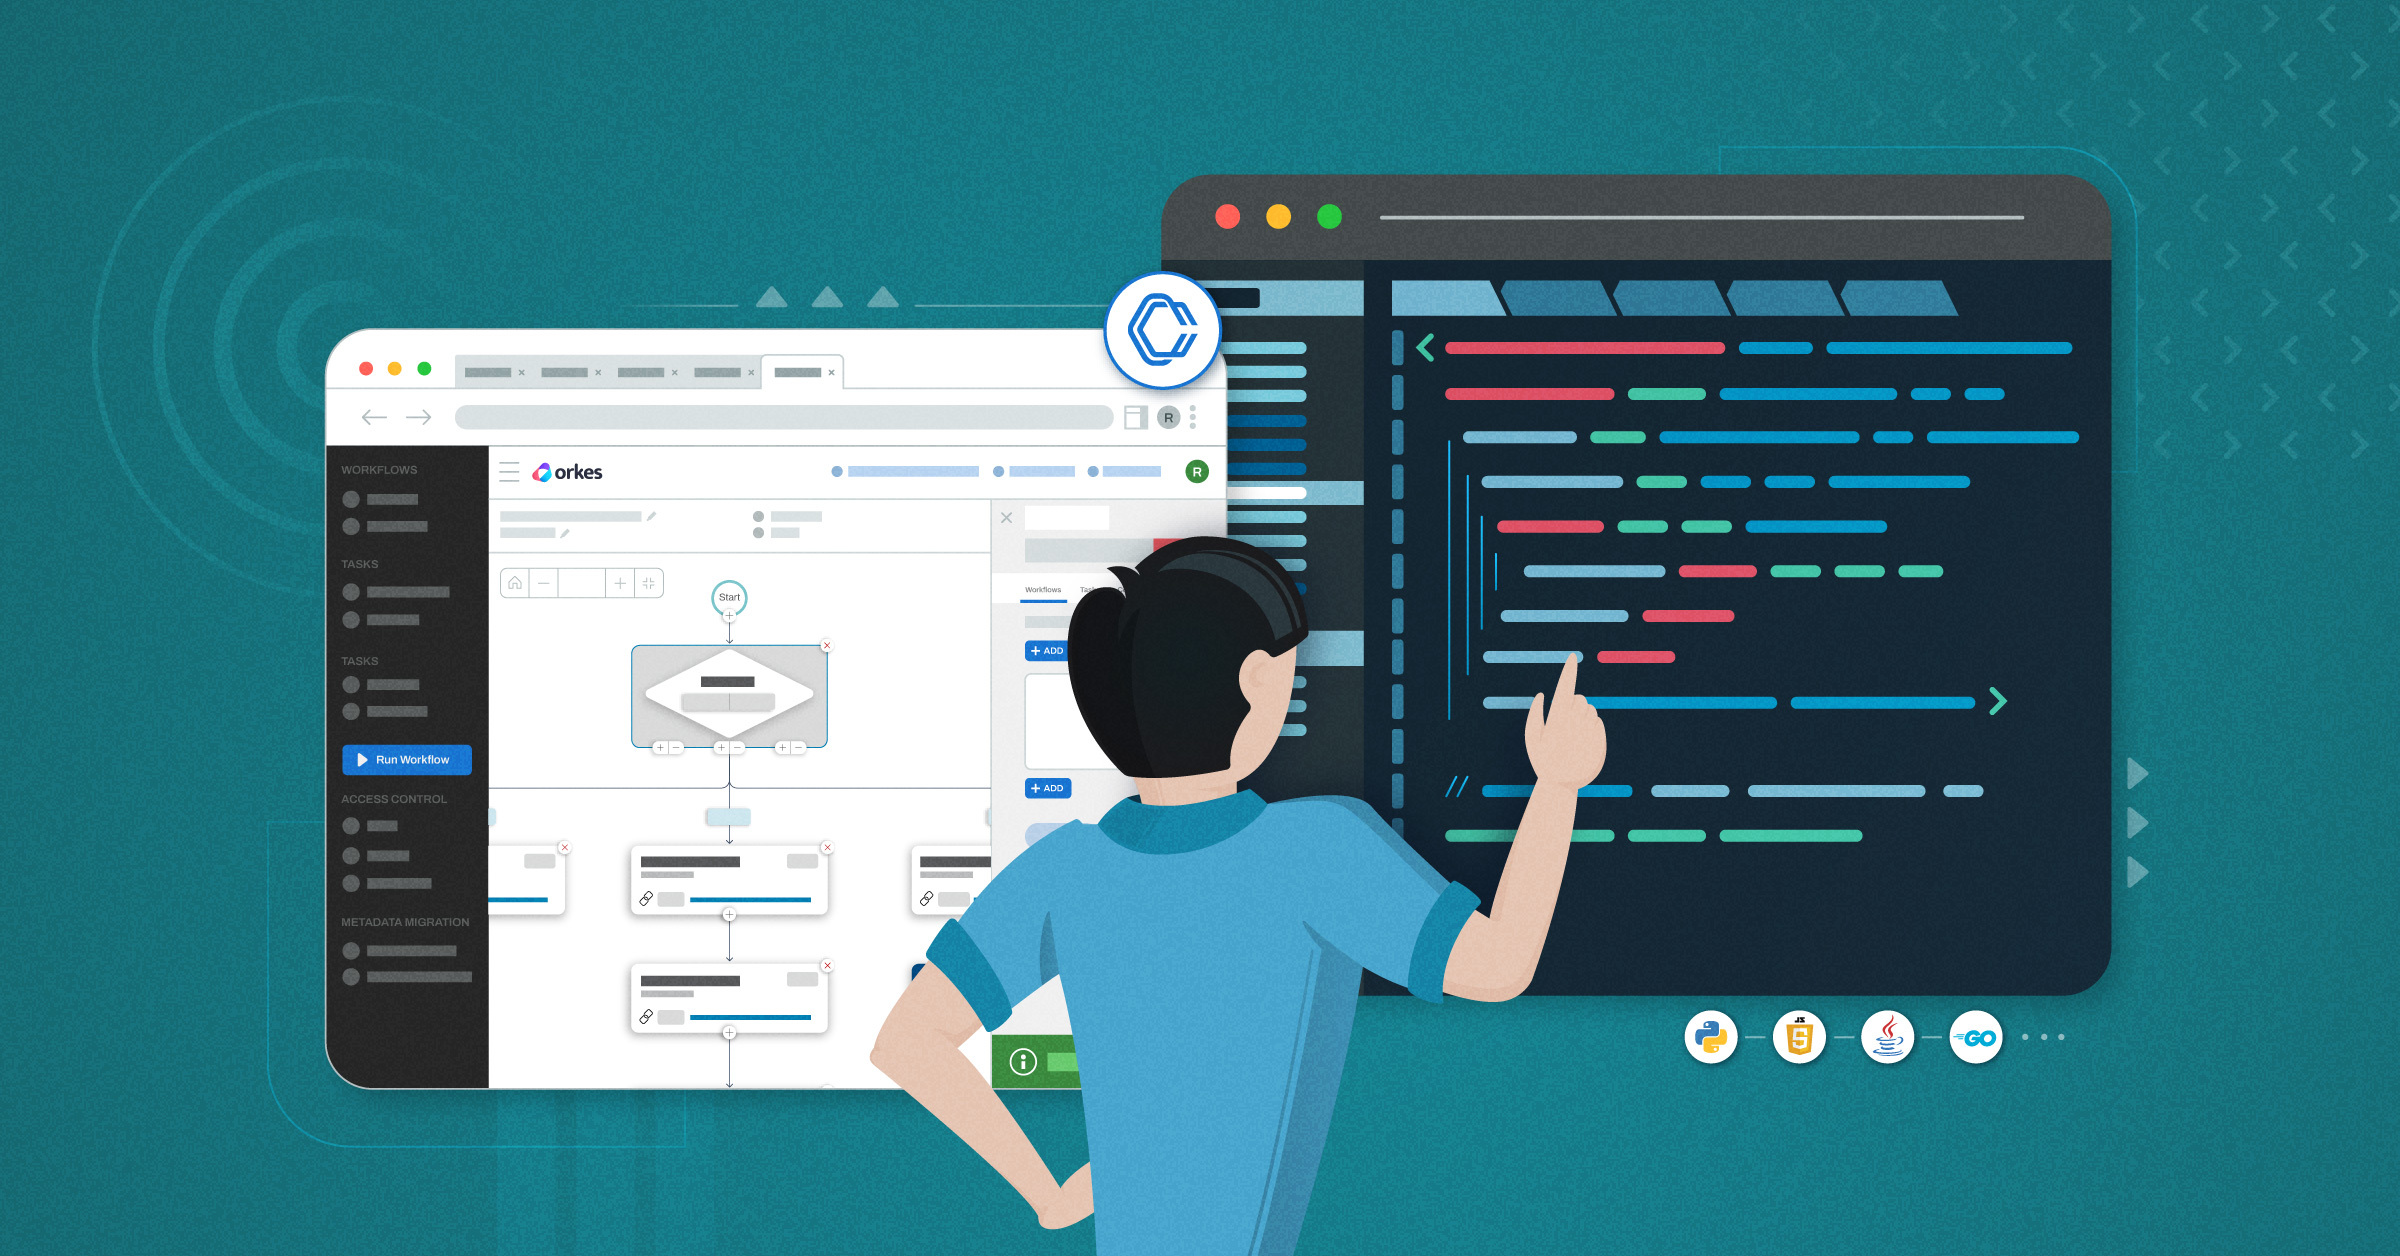 R
WORKFLOWS
orkes
R
TASKS
Start
Workflows
+ ADD
TASKS
Run Workflow
+ ADD
ACCESS CONTROL
METADATA MIGRATION
JS
GO